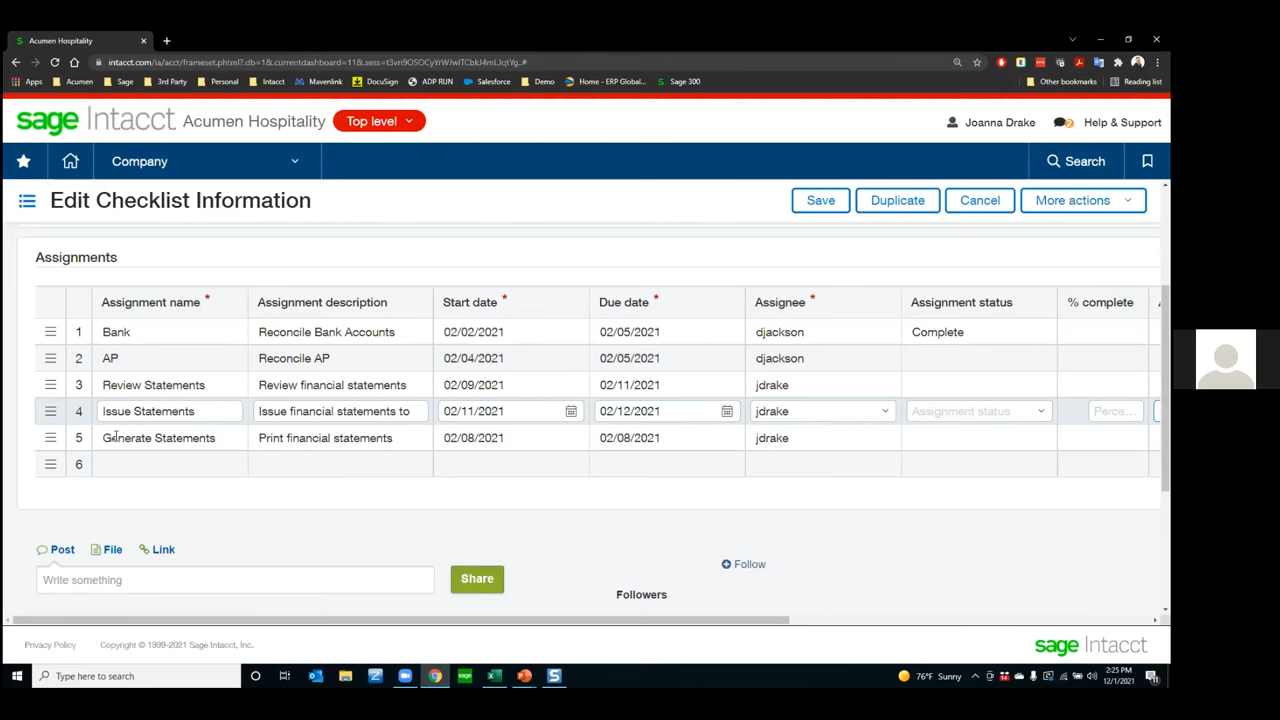 Acumen Hospitality
intacct.com/ia/acct/frameset.phtml?.db=1&.currentdashboard=11&.sess=
Apps Acumen Sage 3rd Party Personal Intacct Mavenlink DocuSign ADP RUN Salesforce Demo Home - ERP Global... Sage 300 Other bookmarks Reading list
sage Intacct Acumen Hospitality Top level Joanna Drake Help & Support
Company Search
Edit Checklist Information Save Duplicate Cancel More actions
Assignments
Assignment name * Assignment description Start date * Due date * Assignee * Assignment status % complete
1 Bank Reconcile Bank Accounts 02/02/2021 02/05/2021 djackson Complete
2 AP Reconcile AP 02/04/2021 02/05/2021 djackson
3 Review Statements Review financial statements 02/09/2021 02/11/2021 jdrake
4 Issue Statements Issue financial statements to 02/11/2021 02/12/2021 jdrake Assignment status Perce...
5 Generate Statements Print financial statements 02/08/2021 02/08/2021 jdrake
6
Post File Link
Write something Share
Follow
Followers
Privacy Policy Copyright © 1999-2021 Sage Intacct, Inc. sage Intacct
Type here to search 76°F Sunny 2:25 PM
12/1/2021